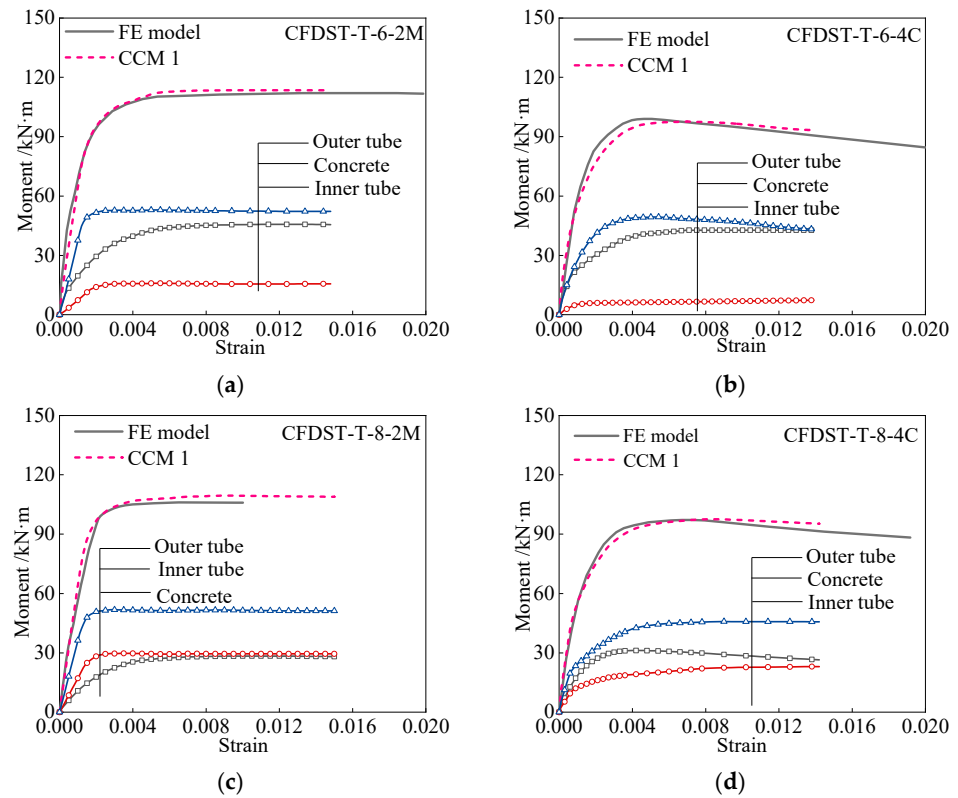 150
120
90
60
30
0
Moment /kN·m
FE model
CCM 1
CFDST-T-6-2M
Outer tube
Concrete
Inner tube
0.000 0.004 0.008 0.012 0.016 0.020
Strain
(a)
150
120
90
60
30
0
Moment /kN·m
FE model
CCM 1
CFDST-T-6-4C
Outer tube
Concrete
Inner tube
0.000 0.004 0.008 0.012 0.016 0.020
Strain
(b)
150
120
90
60
30
0
Moment /kN·m
FE model
CCM 1
CFDST-T-8-2M
Outer tube
Inner tube
Concrete
0.000 0.004 0.008 0.012 0.016 0.020
Strain
(c)
150
120
90
60
30
0
Moment /kN·m
FE model
CCM 1
CFDST-T-8-4C
Outer tube
Concrete
Inner tube
0.000 0.004 0.008 0.012 0.016 0.020
Strain
(d)